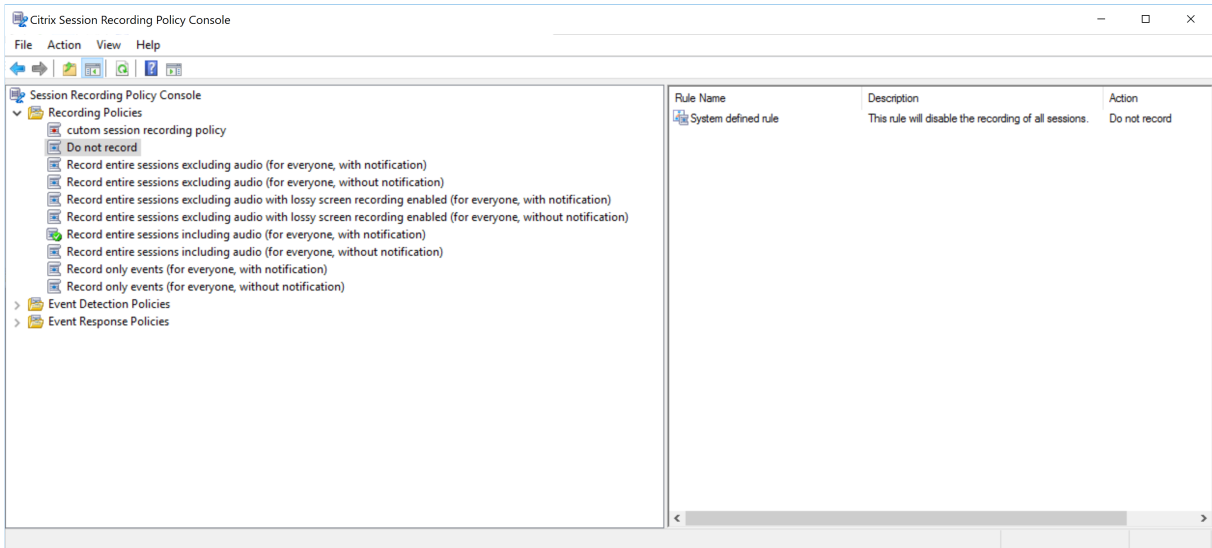 Citrix Session Recording Policy Console
File Action View Help
Session Recording Policy Console
Recording Policies
cutom session recording policy
Do not record
Record entire sessions excluding audio (for everyone, with notification)
Record entire sessions excluding audio (for everyone, without notification)
Record entire sessions excluding audio with lossy screen recording enabled (for everyone, with notification)
Record entire sessions excluding audio with lossy screen recording enabled (for everyone, without notification)
Record entire sessions including audio (for everyone, with notification)
Record entire sessions including audio (for everyone, without notification)
Record only events (for everyone, with notification)
Record only events (for everyone, without notification)
Event Detection Policies
Event Response Policies
Rule Name Description Action
System defined rule This rule will disable the recording of all sessions. Do not record